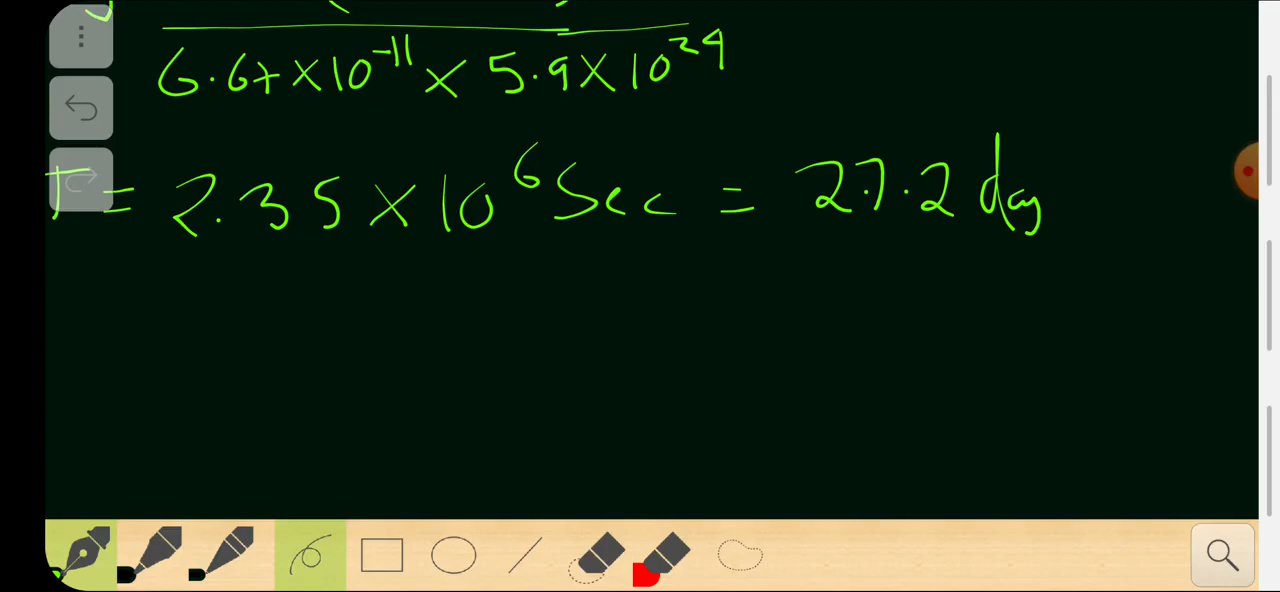 6.67×10⁻¹¹ × 5.9×10²⁴
T = 2.35×10⁶ Sec = 27.2 day